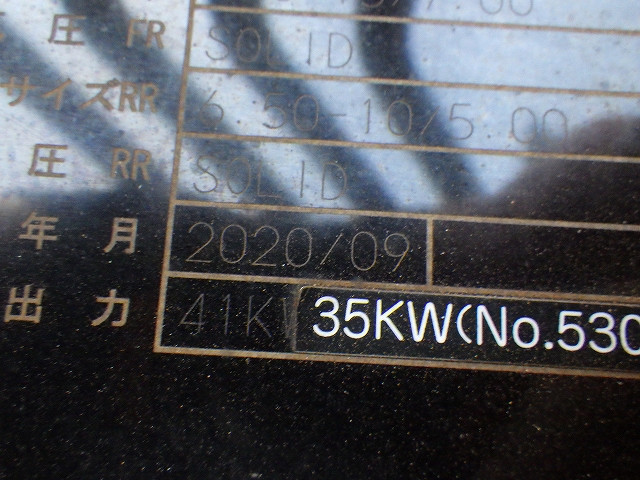 圧 FR SOLID
サイズRR 6.50-10/5.00
圧 RR SOLID
年月 2020/09
出力 41KW 35KW(No.530